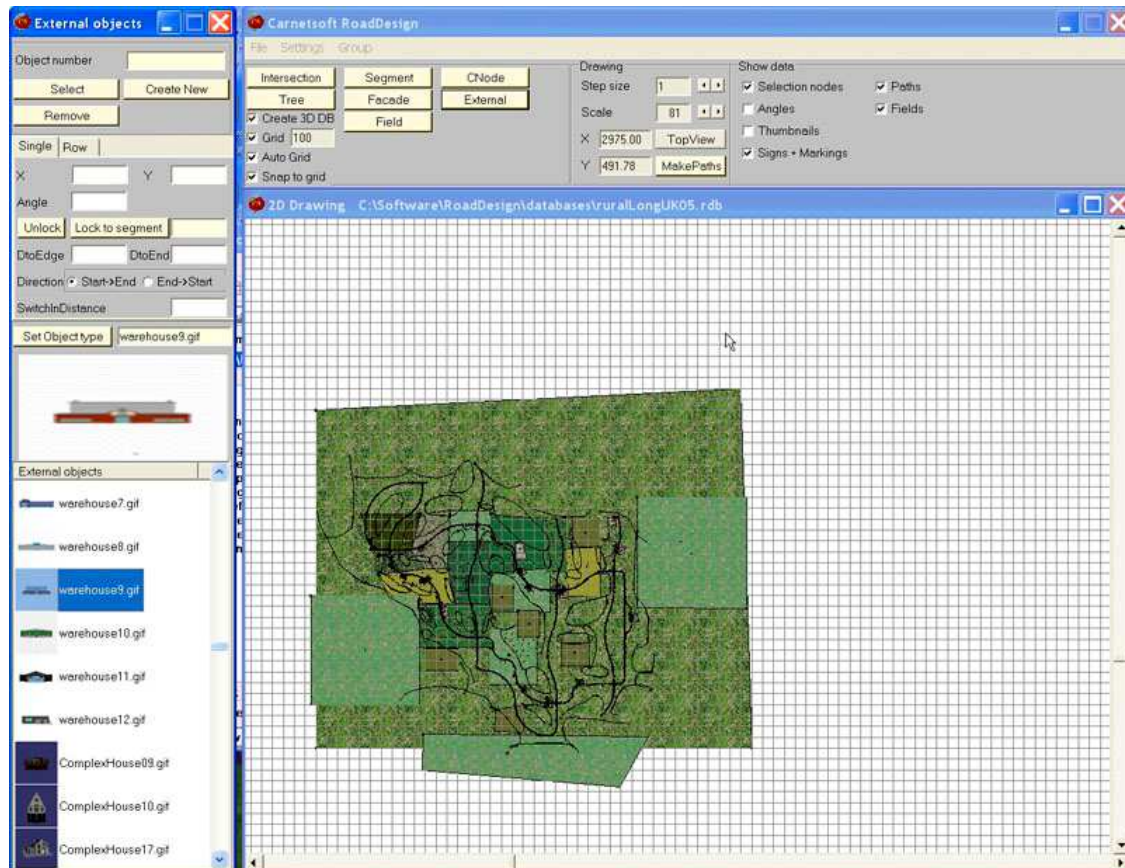 External objects
Object number
Select Create New
Remove
Single Row
X Y
Angle
Unlock Lock to segment
DtoEdge DtoEnd
Direction Start->End End->Start
SwitchInDistance
Set Object type warehouse9.gif
External objects
warehouse7.gif
warehouse8.gif
warehouse9.gif
warehouse10.gif
warehouse11.gif
warehouse12.gif
ComplexHouse09.gif
ComplexHouse10.gif
ComplexHouse17.gif
Carnetsoft RoadDesign
File Settings Group
Intersection Segment CNode
Tree Facade External
Create 3D DB Field
Grid 100
Auto Grid
Snap to grid
Drawing
Step size 1
Scale 81
X 2975.00 TopView
Y 491.78 MakePaths
Show data
Selection nodes Paths
Angles Fields
Thumbnails
Signs + Markings
2D Drawing C:\Software\RoadDesign\databases\ruralLongUK05.rdb